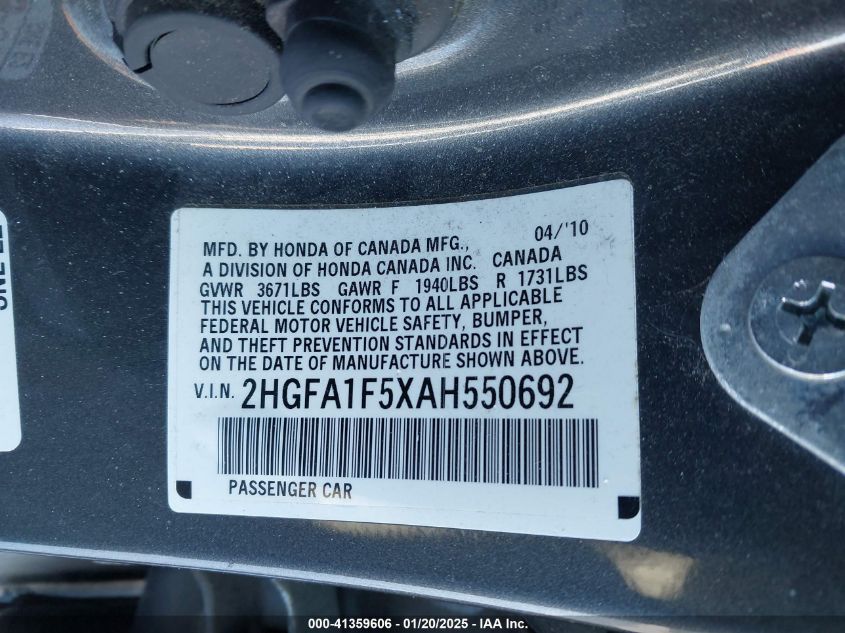 04/'10
MFD. BY HONDA OF CANADA MFG.,
A DIVISION OF HONDA CANADA INC. CANADA
GVWR 3671LBS GAWR F 1940LBS R 1731LBS
THIS VEHICLE CONFORMS TO ALL APPLICABLE
FEDERAL MOTOR VEHICLE SAFETY, BUMPER,
AND THEFT PREVENTION STANDARDS IN EFFECT
ON THE DATE OF MANUFACTURE SHOWN ABOVE.
V.I.N. 2HGFA1F5XAH550692
PASSENGER CAR
000-41359606 - 01/20/2025 - IAA Inc.